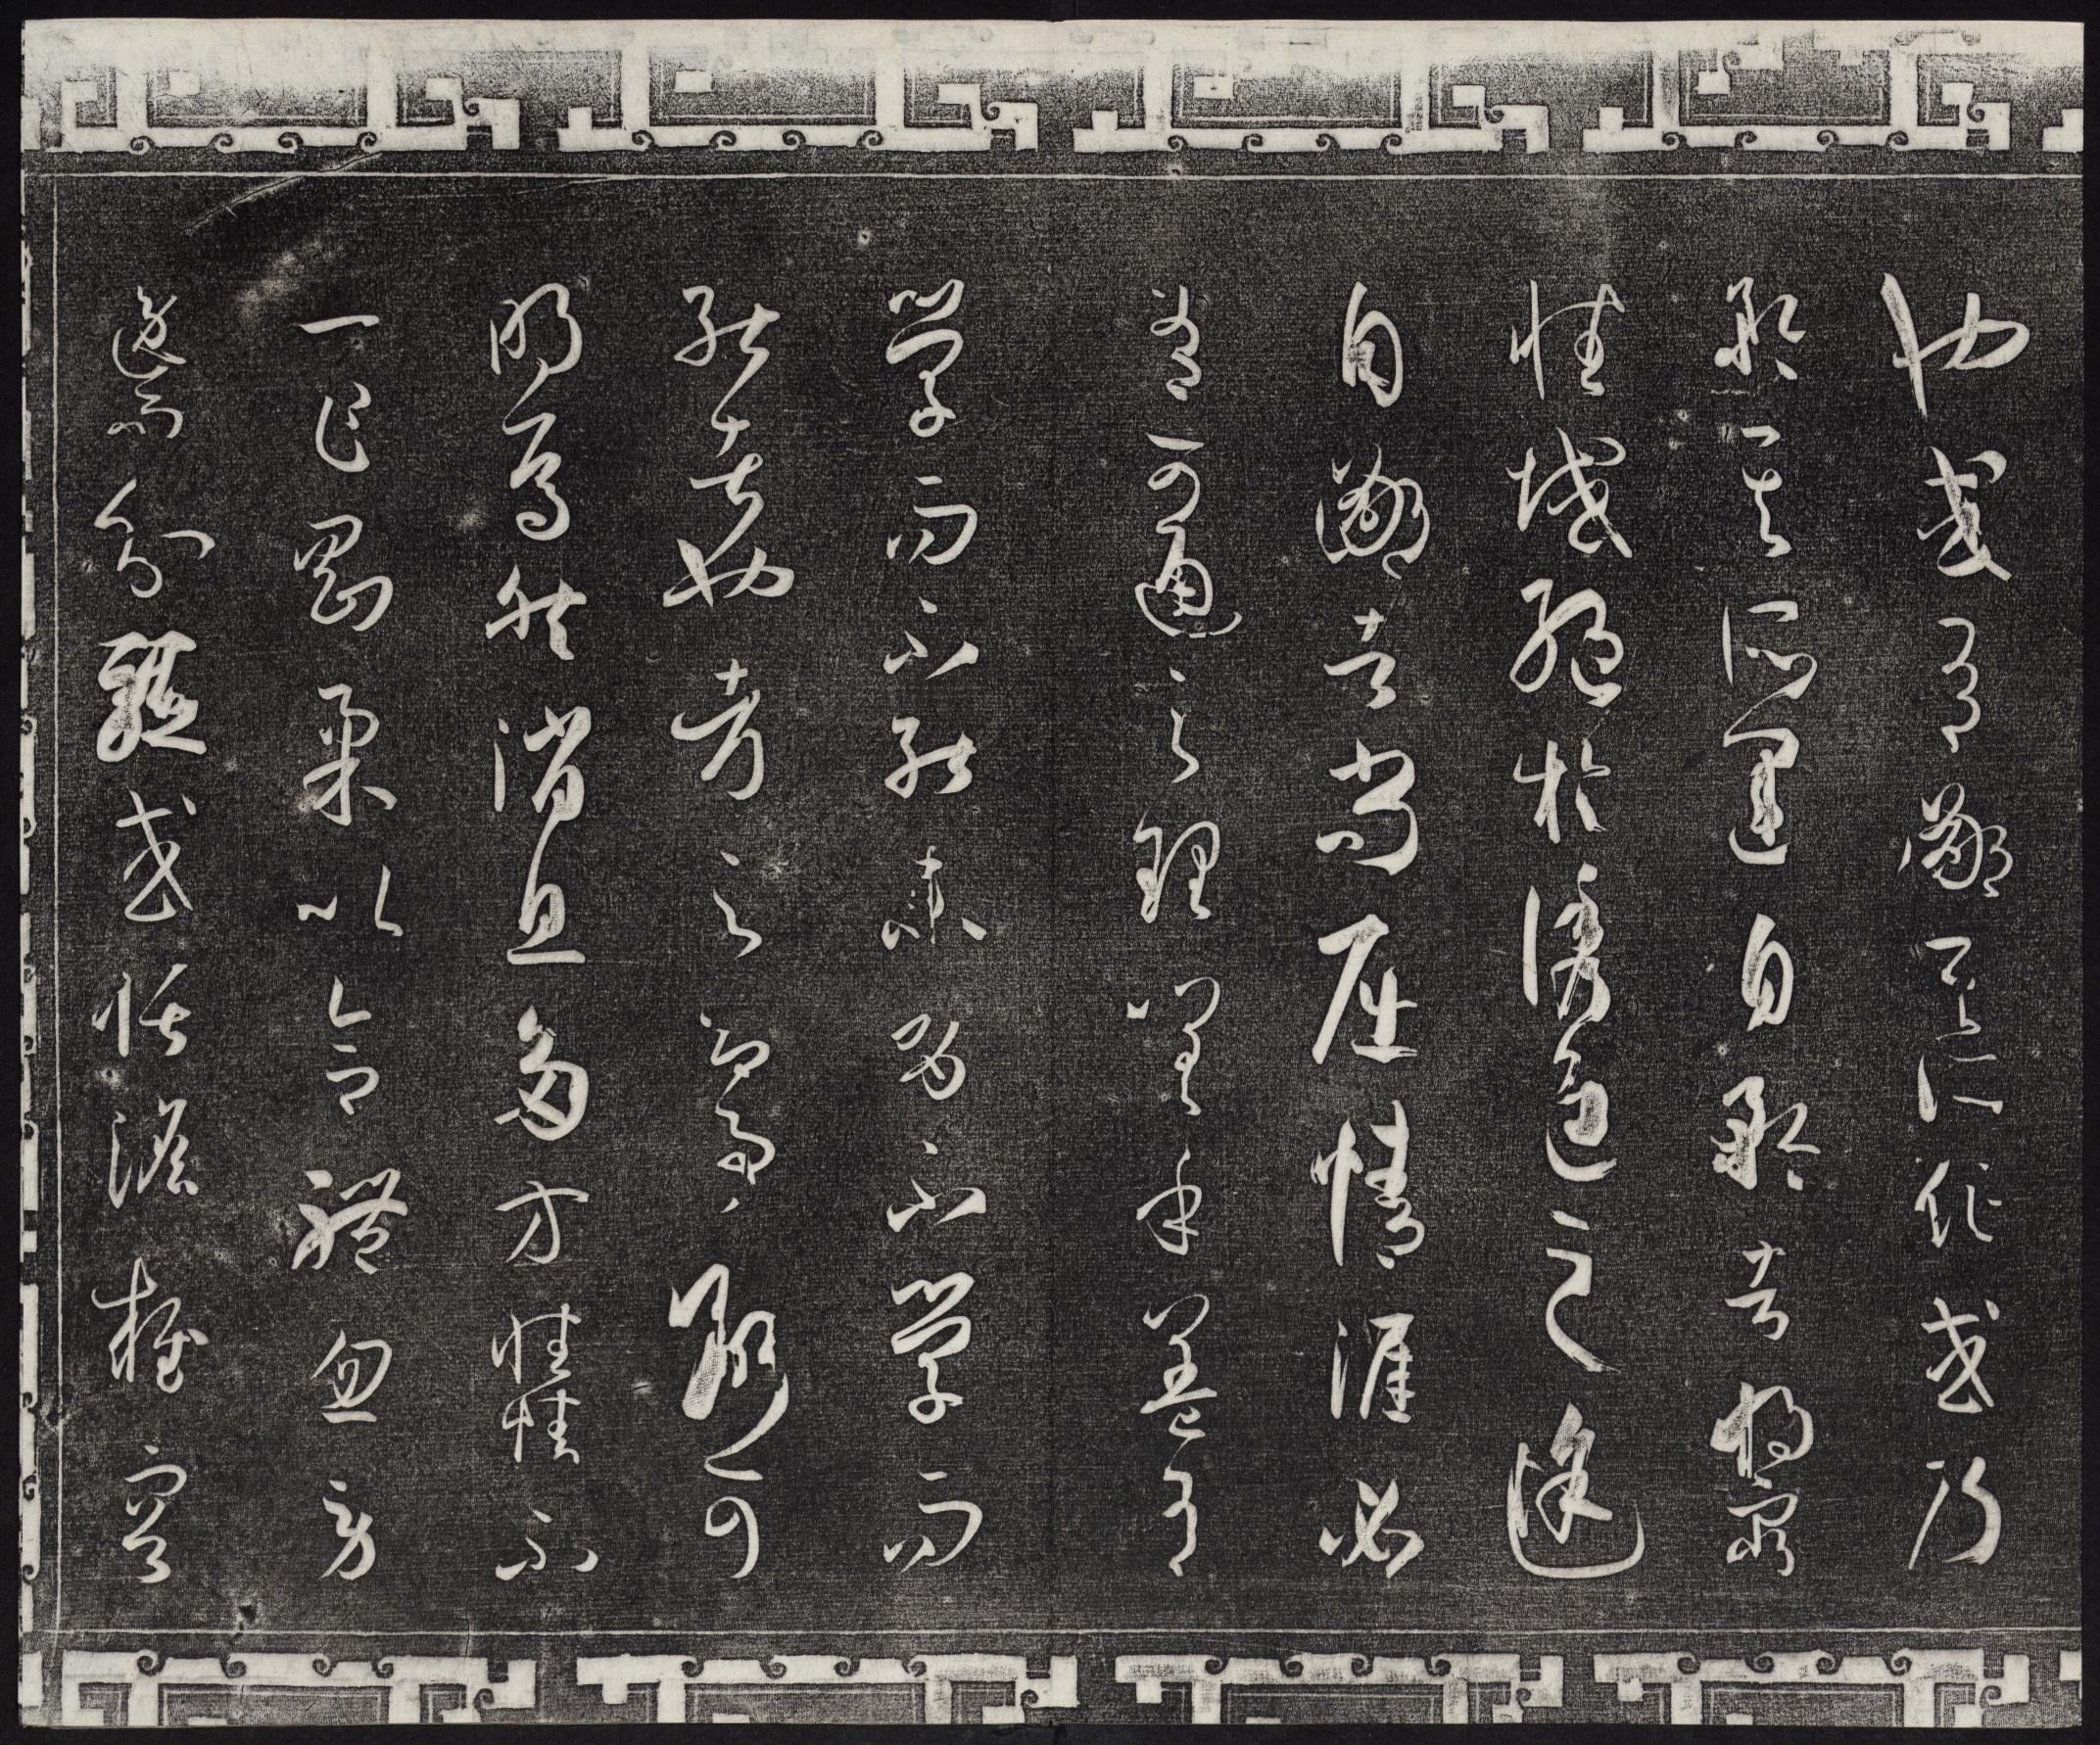 也或有鄙其所作或乃
矜其所運自矜者將窮
性域絕於誘進之途
自鄙者尚屈情涯必
有可通之理嗟乎蓋有
學而不能未有不學而
能者也考之即事斷可
明焉然消息多方性情不
一乍剛柔以合體忽勞
逸而分驅或恬澹雍容